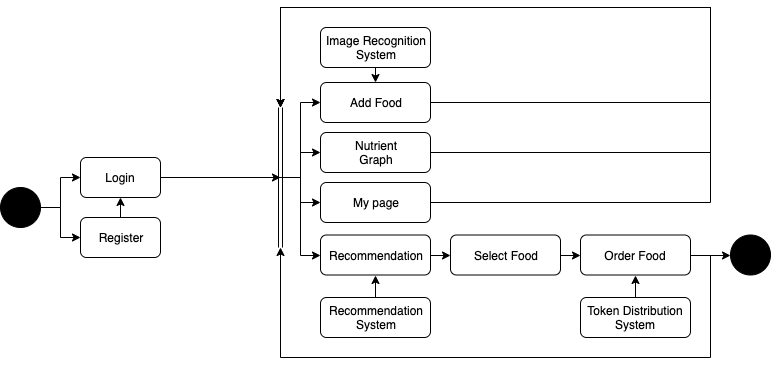 Image Recognition
System
Add Food
Nutrient
Graph
Login
My page
Register
Recommendation
Select Food
Order Food
Recommendation
System
Token Distribution
System